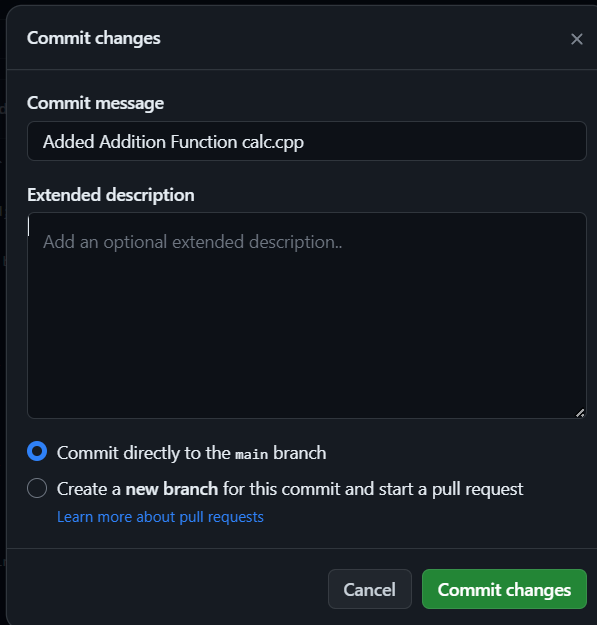 Commit changes
Commit message
Added Addition Function calc.cpp
Extended description
Add an optional extended description..
Commit directly to the main branch
Create a new branch for this commit and start a pull request
Learn more about pull requests
Cancel
Commit changes